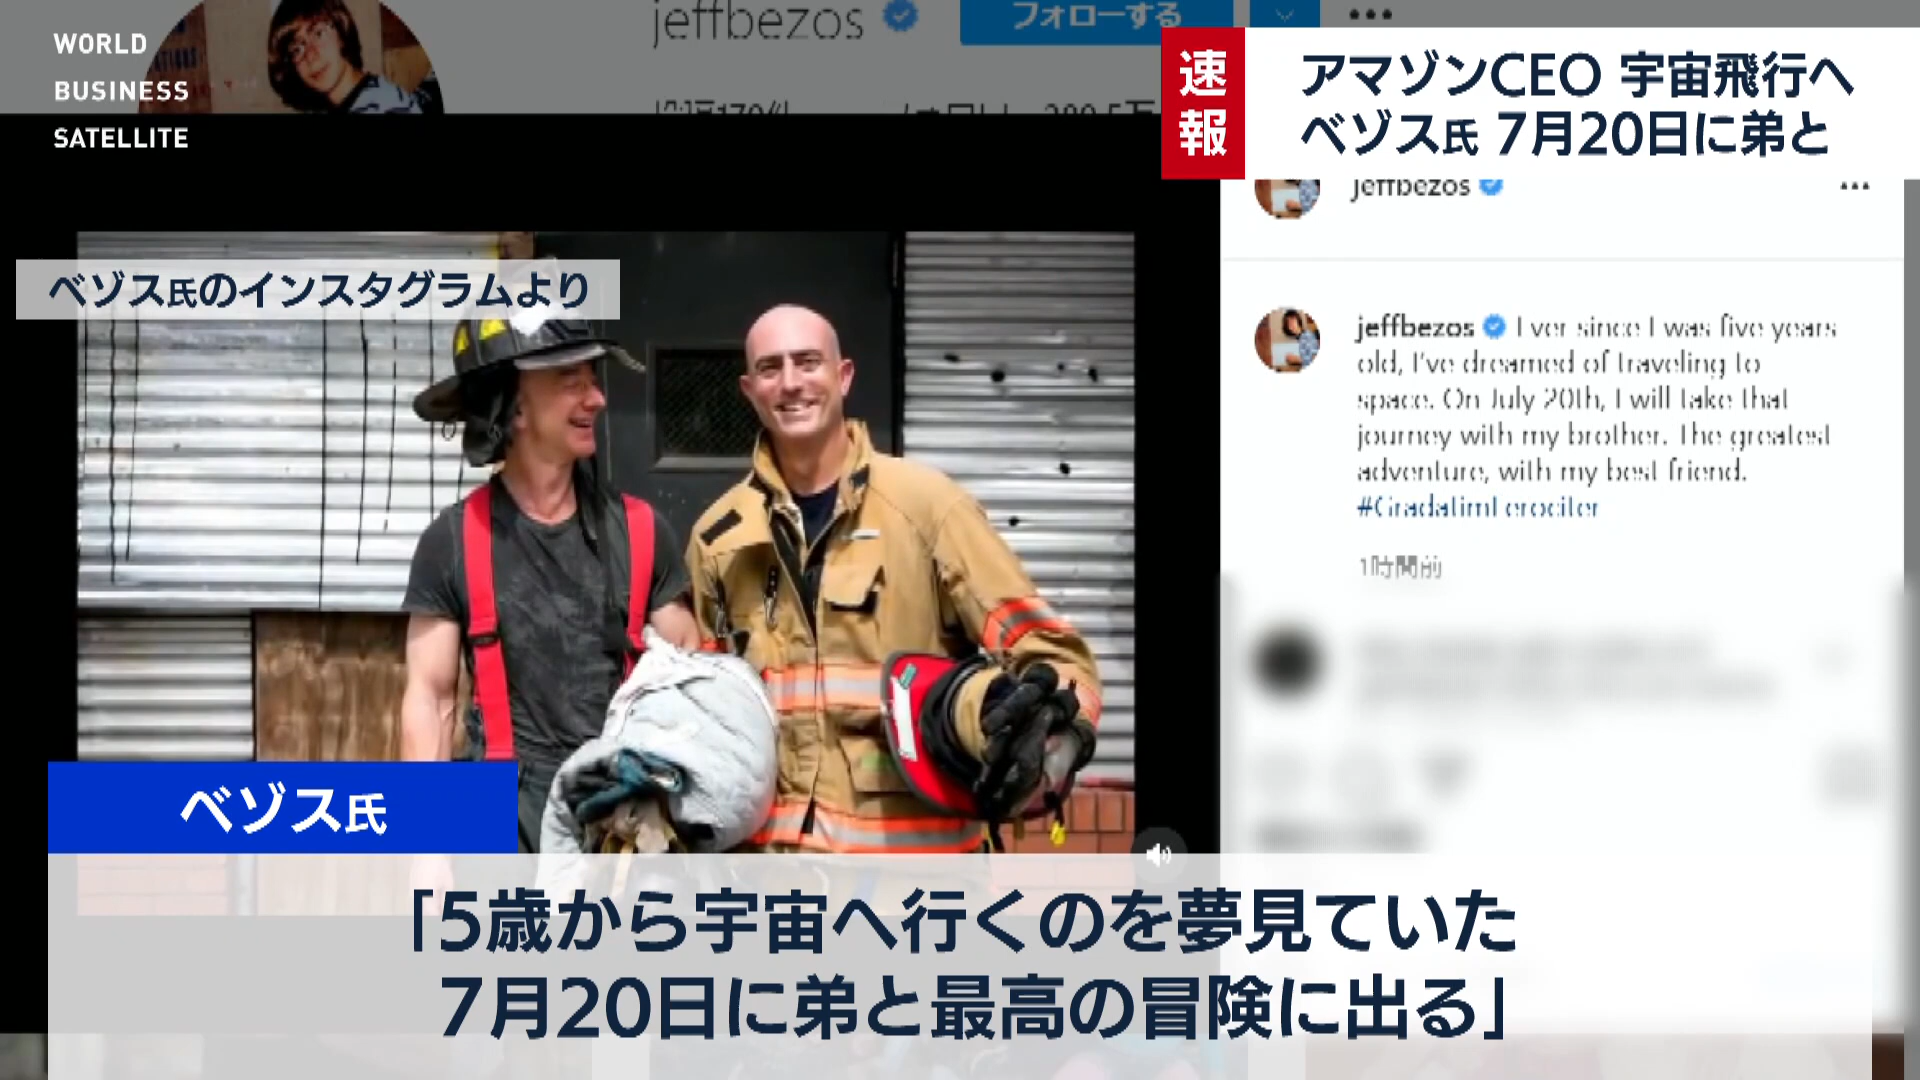 WORLD
BUSINESS
SATELLITE
jeffbezos
フォローする
速報
アマゾンCEO 宇宙飛行へ
ベゾス氏 7月20日に弟と
jeffbezos
ベゾス氏のインスタグラムより
jeffbezos Ever since I was five years
old, I've dreamed of traveling to
space. On July 20th, I will take that
journey with my brother. The greatest
adventure, with my best friend.
#GradatimFerociter
1時間前
ベゾス氏
「5歳から宇宙へ行くのを夢見ていた
7月20日に弟と最高の冒険に出る」